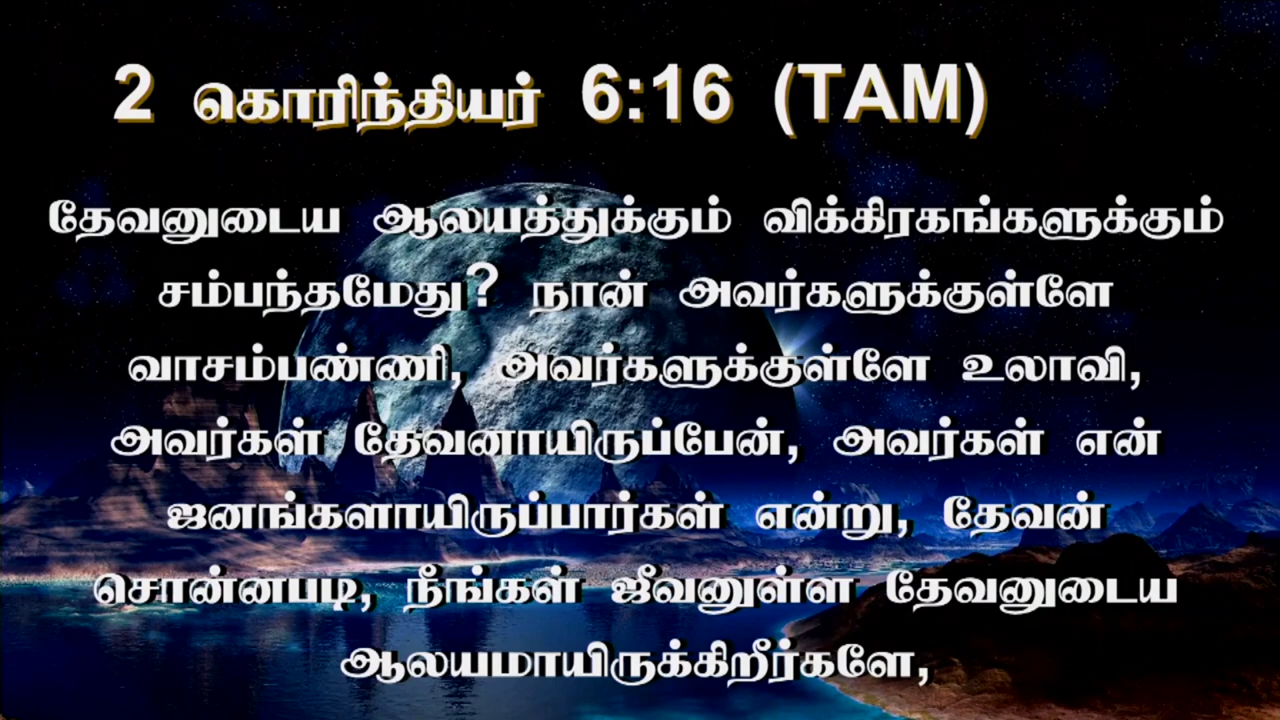 2 கொரிந்தியர் 6:16 (TAM)
தேவனுடைய ஆலயத்துக்கும் விக்கிரகங்களுக்கும்
சம்பந்தமேது? நான் அவர்களுக்குள்ளே
வாசம்பண்ணி, அவர்களுக்குள்ளே உலாவி,
அவர்கள் தேவனாயிருப்பேன், அவர்கள் என்
ஜனங்களாயிருப்பார்கள் என்று, தேவன்
சொன்னபடி, நீங்கள் ஜீவனுள்ள தேவனுடைய
ஆலயமாயிருக்கிறீர்களே,